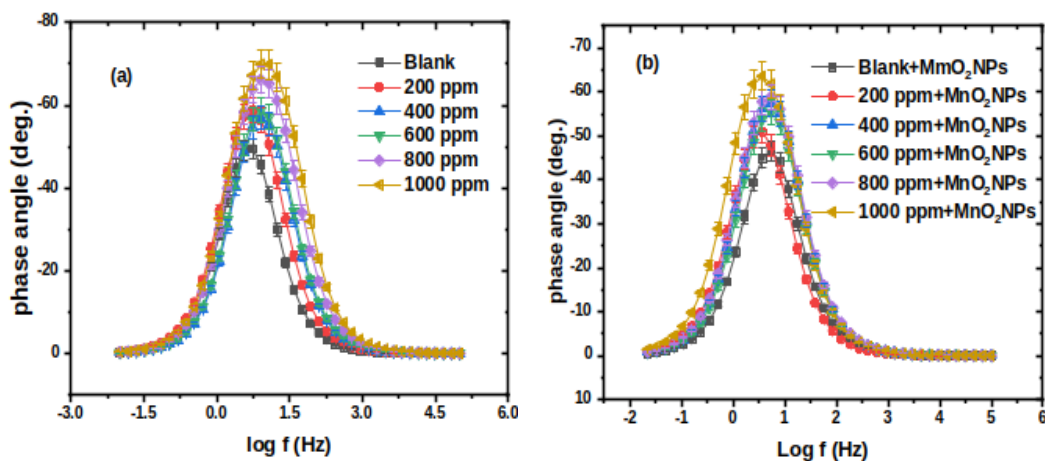 (a)
Blank
200 ppm
400 ppm
600 ppm
800 ppm
1000 ppm
phase angle (deg.)
-80
-60
-40
-20
0
-3.0 -1.5 0.0 1.5 3.0 4.5 6.0
log f (Hz)
(b)
Blank+MmO₂NPs
200 ppm+MnO₂NPs
400 ppm+MnO₂NPs
600 ppm+MnO₂NPs
800 ppm+MnO₂NPs
1000 ppm+MnO₂NPs
phase angle (deg.)
-70
-60
-50
-40
-30
-20
-10
0
10
-2 -1 0 1 2 3 4 5 6
Log f (Hz)